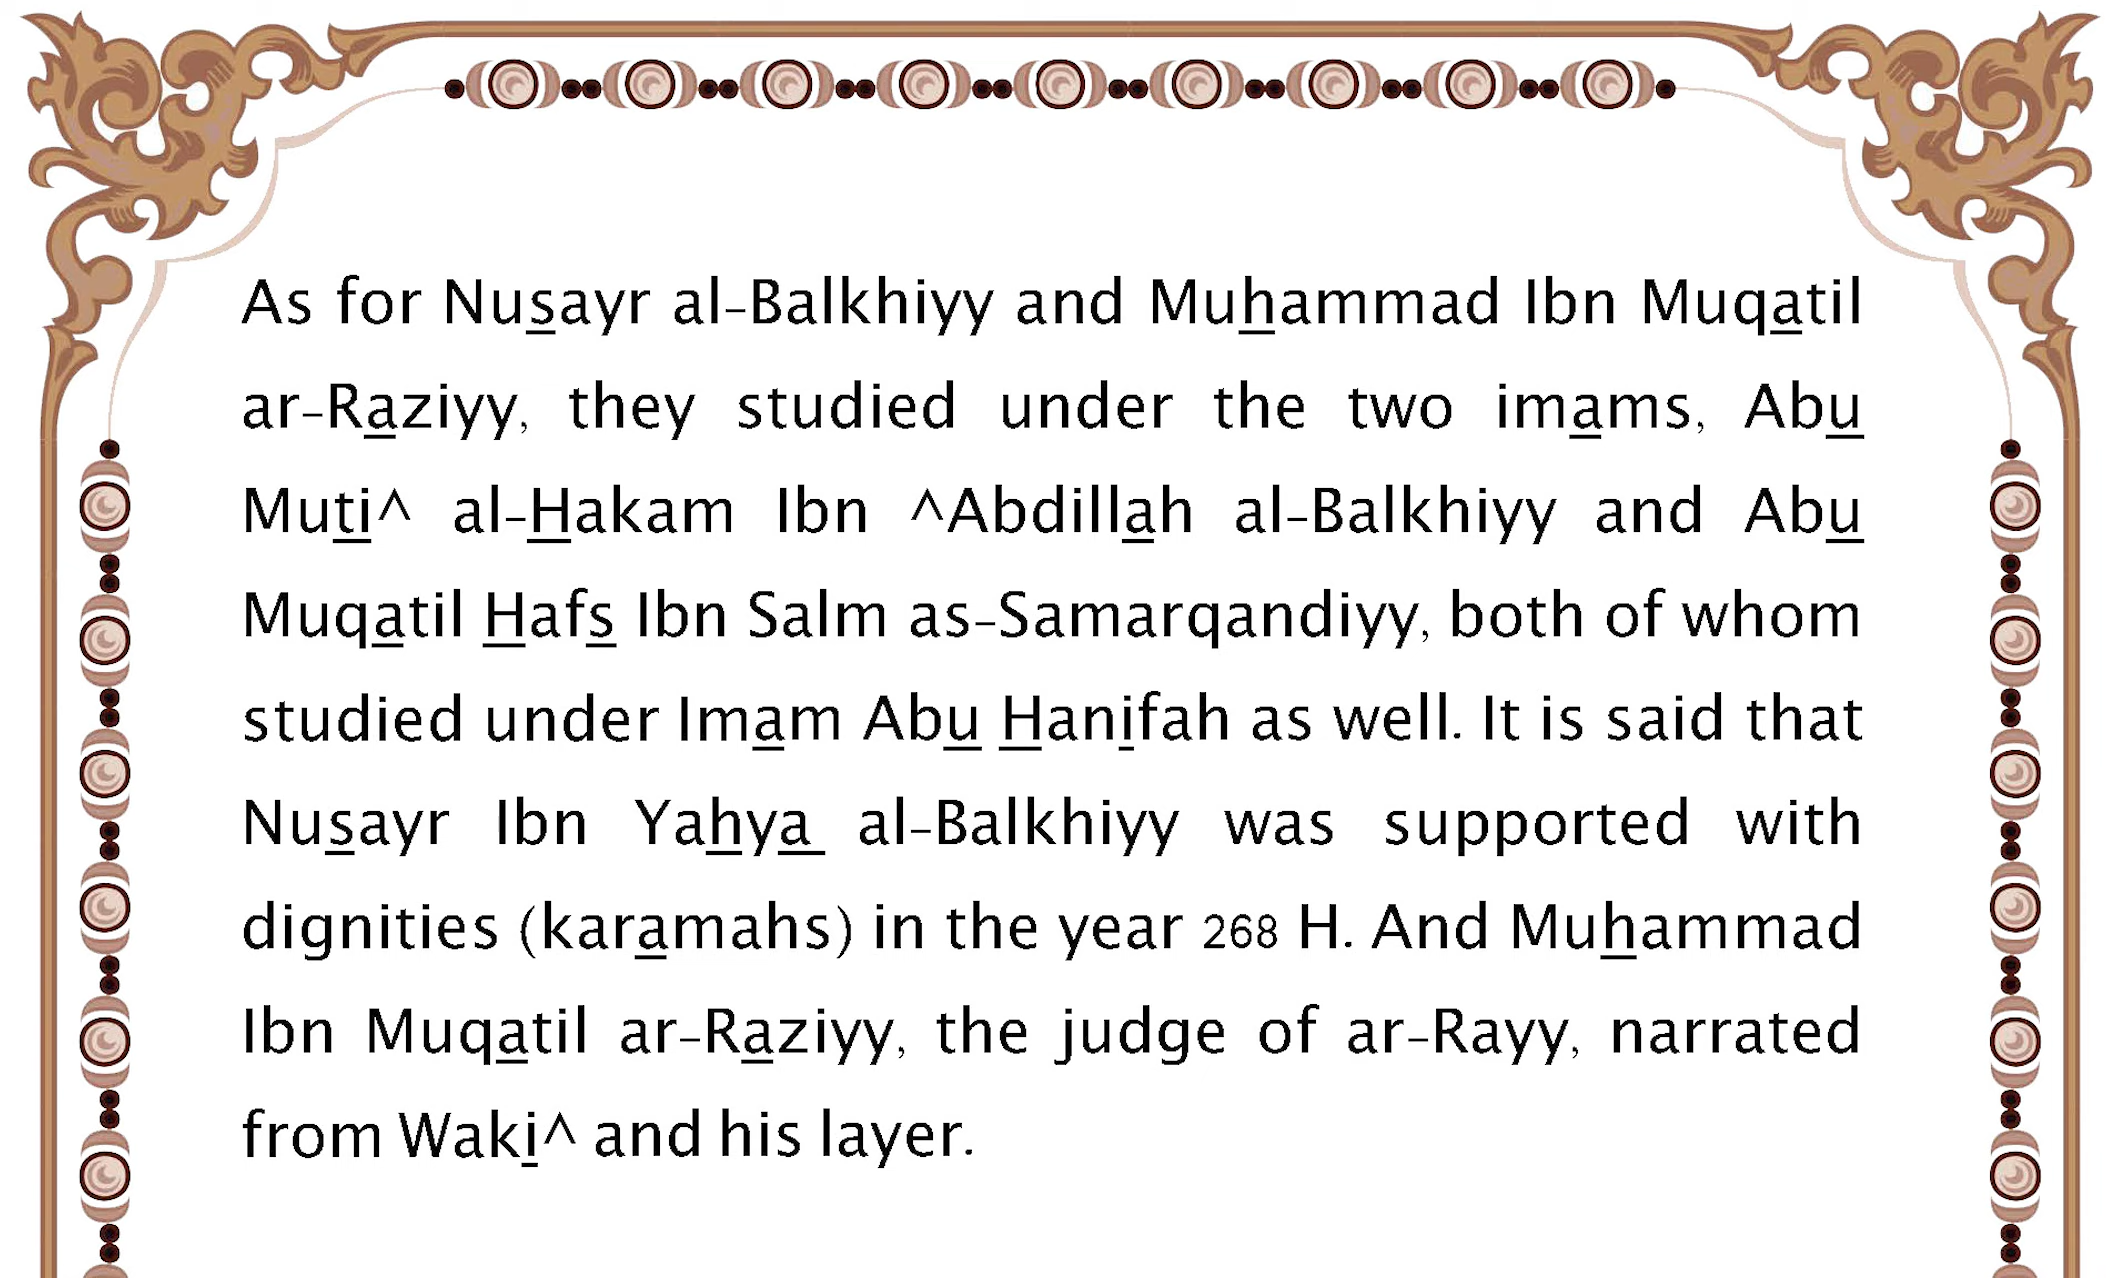 As for Nusayr al-Balkhiyy and Muhammad Ibn Muqatil
ar-Raziyy, they studied under the two imams, Abu
Muti^ al-Hakam Ibn ^Abdillah al-Balkhiyy and Abu
Muqatil Hafs Ibn Salm as-Samarqandiyy, both of whom
studied under Imam Abu Hanifah as well. It is said that
Nusayr Ibn Yahya al-Balkhiyy was supported with
dignities (karamahs) in the year 268 H. And Muhammad
Ibn Muqatil ar-Raziyy, the judge of ar-Rayy, narrated
from Waki^ and his layer.